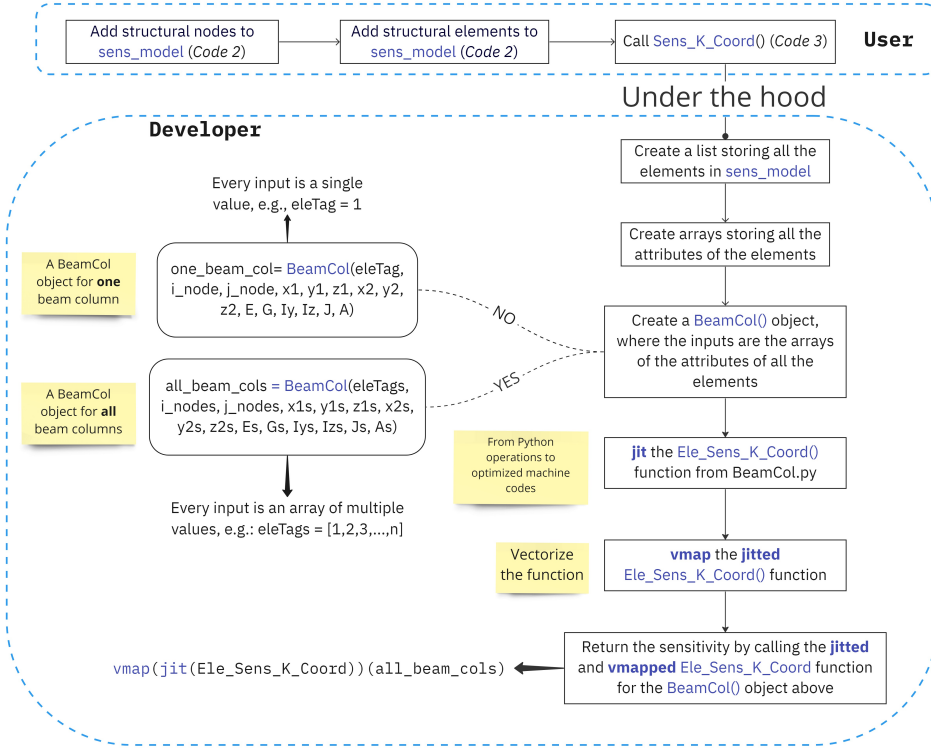 Add structural nodes to
sens_model (Code 2)
Add structural elements to
sens_model (Code 2)
Call Sens_K_Coord() (Code 3)
User
Under the hood
Developer
Create a list storing all the
elements in sens_model
Every input is a single
value, e.g., eleTag = 1
Create arrays storing all the
attributes of the elements
A BeamCol
object for one
beam column
one_beam_col= BeamCol(eleTag,
i_node, j_node, x1, y1, z1, x2, y2,
z2, E, G, Iy, Iz, J, A)
NO
Create a BeamCol() object,
where the inputs are the arrays
of the attributes of all the
elements
YES
A BeamCol
object for all
beam columns
all_beam_cols = BeamCol(eleTags,
i_nodes, j_nodes, x1s, y1s, z1s, x2s,
y2s, z2s, Es, Gs, Iys, Izs, Js, As)
From Python
operations to
optimized machine
codes
jit the Ele_Sens_K_Coord()
function from BeamCol.py
Every input is an array of multiple
values, e.g.: eleTags = [1,2,3,...,n]
Vectorize
the function
vmap the jitted
Ele_Sens_K_Coord() function
Return the sensitivity by calling the jitted
and vmapped Ele_Sens_K_Coord function
for the BeamCol() object above
vmap(jit(Ele_Sens_K_Coord))(all_beam_cols)